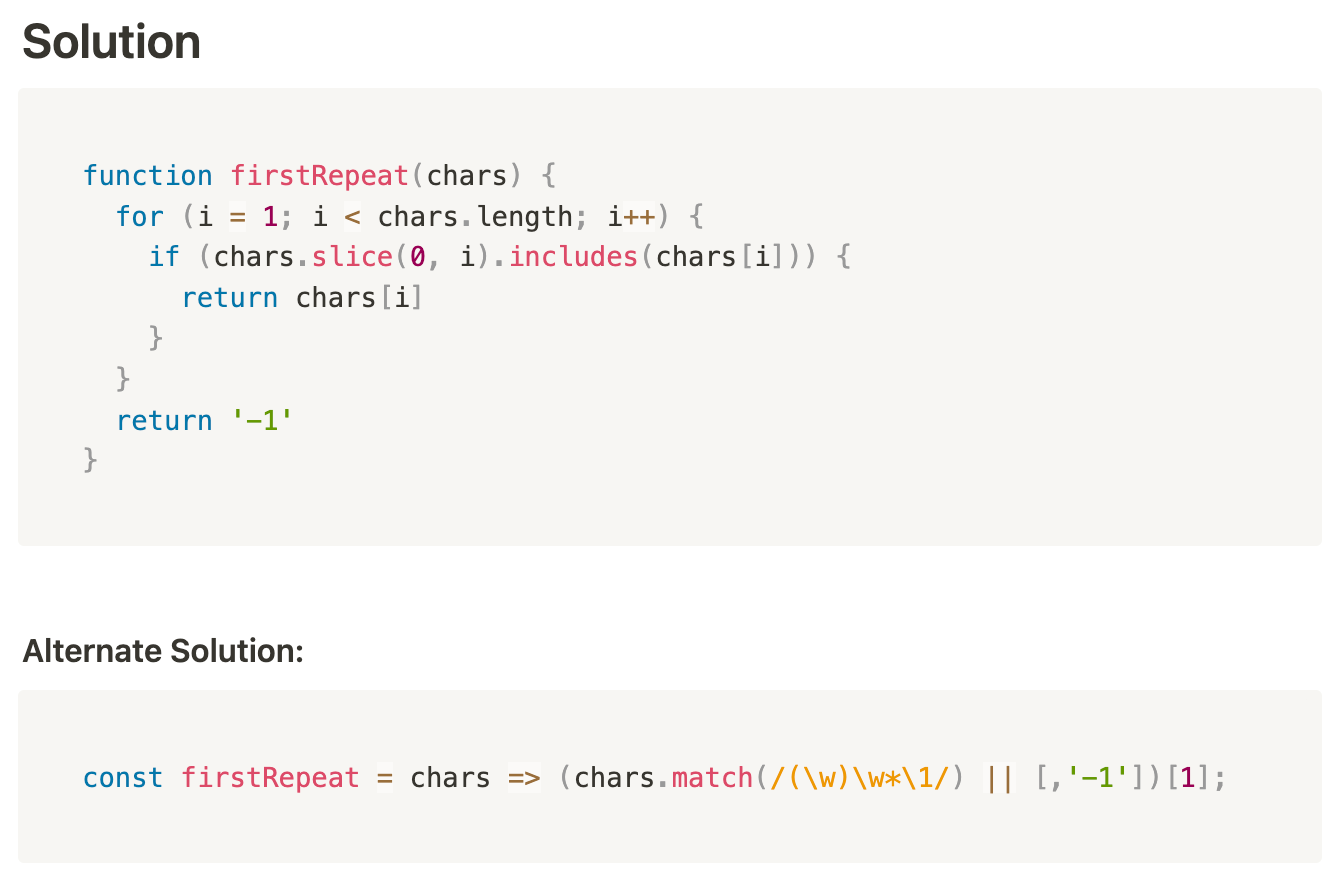 Solution
function firstRepeat(chars) {
  for (i = 1; i < chars.length; i++) {
    if (chars.slice(0, i).includes(chars[i])) {
      return chars[i]
    }
  }
  return '-1'
}
Alternate Solution:
const firstRepeat = chars => (chars.match(/(\w)\w*\1/) || [,'-1'])[1];